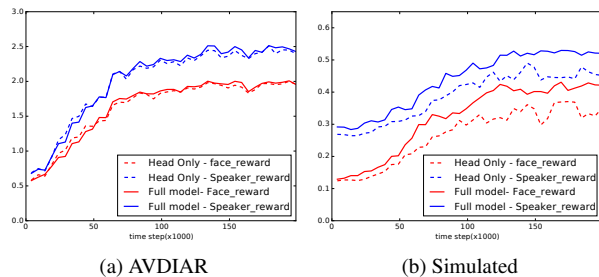 3.0
2.5
2.0
1.5
1.0
0.5
0.0
0
50
100
150
time step(x1000)
Head Only - face_reward
Head Only - Speaker_reward
Full model- Face_reward
Full model - Speaker_reward
(a) AVDIAR
0.6
0.5
0.4
0.3
0.2
0.1
0.0
0
50
100
150
time step(x1000)
Head Only - face_reward
Head Only - Speaker_reward
Full model- Face_reward
Full model - Speaker_reward
(b) Simulated